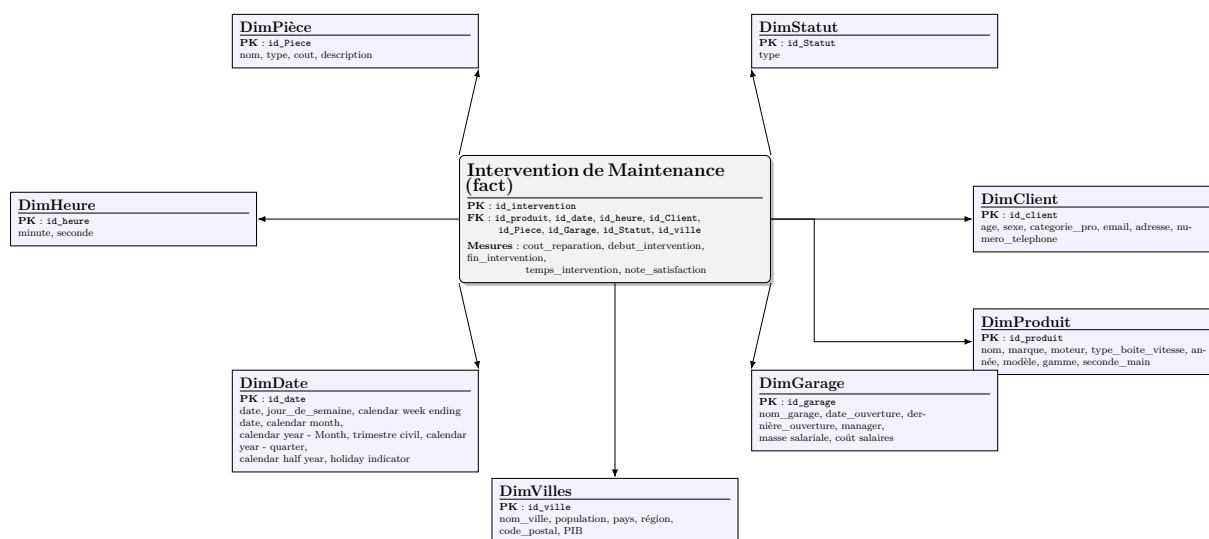 DimPièce
PK : id_Piece
nom, type, cout, description
DimStatut
PK : id_Statut
type
Intervention de Maintenance
(fact)
PK : id_intervention
FK : id_produit, id_date, id_heure, id_Client,
id_Piece, id_Garage, id_Statut, id_ville
Mesures : cout_reparation, debut_intervention,
fin_intervention,
temps_intervention, note_satisfaction
DimHeure
PK : id_heure
minute, seconde
DimClient
PK : id_client
age, sexe, categorie_pro, email, adresse, nu-
mero_telephone
DimProduit
PK : id_produit
nom, marque, moteur, type_boite_vitesse, an-
née, modèle, gamme, seconde_main
DimDate
PK : id_date
date, jour_de_semaine, calendar week ending
date, calendar month,
calendar year - Month, trimestre civil, calendar
year - quarter,
calendar half year, holiday indicator
DimGarage
PK : id_garage
nom_garage, date_ouverture, der-
nière_ouverture, manager,
masse salariale, coût salaires
DimVilles
PK : id_ville
nom_ville, population, pays, région,
code_postal, PIB